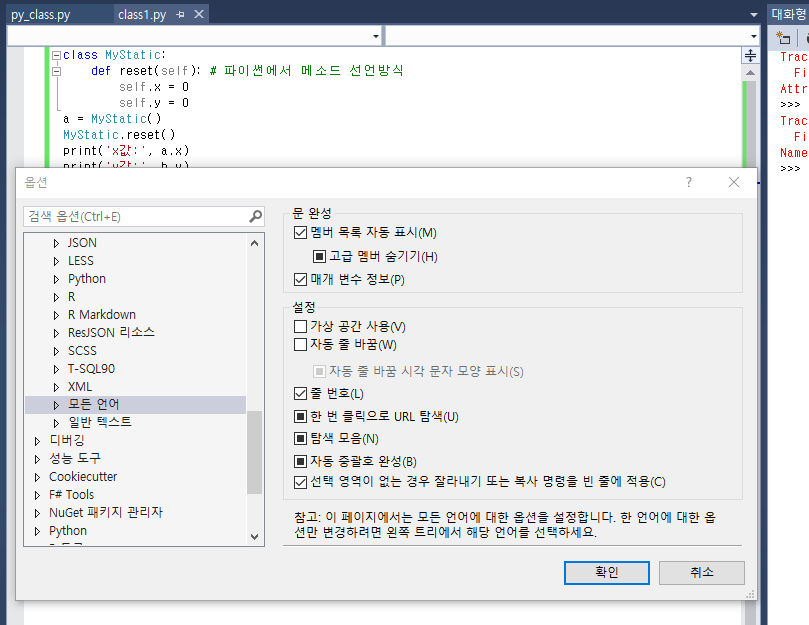 py_class.py
class1.py
대화형
class MyStatic:
def reset(self): # 파이썬에서 메소드 선언방식
self.x = 0
self.y = 0
a = MyStatic()
MyStatic.reset()
print('x값:', a.x)
print('y값:', b.y)
Trac
Fi
Attr
>>>
Trac
Fi
Name
>>>
옵션
?
검색 옵션(Ctrl+E)
JSON
LESS
Python
R
R Markdown
ResJSON 리소스
SCSS
T-SQL90
XML
모든 언어
일반 텍스트
디버깅
성능 도구
Cookiecutter
F# Tools
NuGet 패키지 관리자
Python
문 완성
멤버 목록 자동 표시(M)
고급 멤버 숨기기(H)
매개 변수 정보(P)
설정
가상 공간 사용(V)
자동 줄 바꿈(W)
자동 줄 바꿈 시각 문자 모양 표시(S)
줄 번호(L)
한 번 클릭으로 URL 탐색(U)
탐색 모음(N)
자동 중괄호 완성(B)
선택 영역이 없는 경우 잘라내기 또는 복사 명령을 빈 줄에 적용(C)
참고: 이 페이지에서는 모든 언어에 대한 옵션을 설정합니다. 한 언어에 대한 옵
션만 변경하려면 왼쪽 트리에서 해당 언어를 선택하세요.
확인
취소